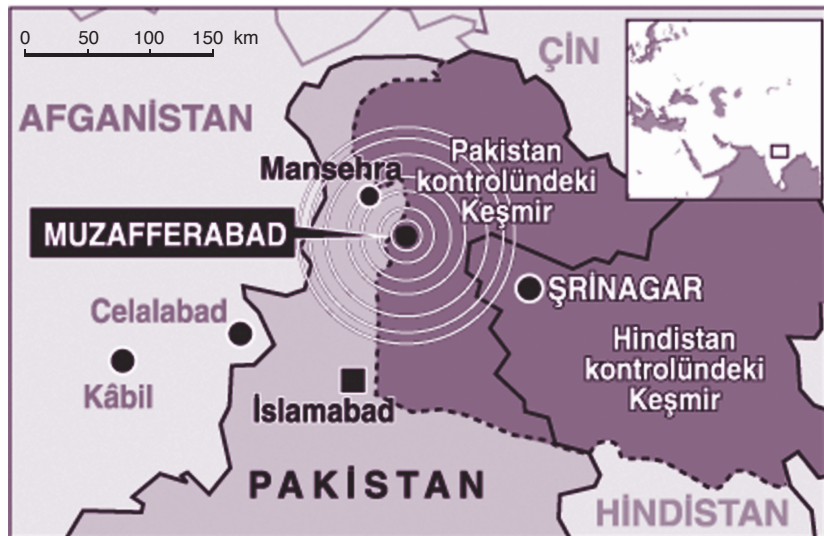 0 50 100 150 km
ÇİN
AFGANİSTAN
Mansehra
Pakistan
kontrolündeki
Keşmir
MUZAFFERABAD
ŞRİNAGAR
Celalabad
Kâbil
Hindistan
kontrolündeki
Keşmir
İslamabad
PAKİSTAN
HİNDİSTAN